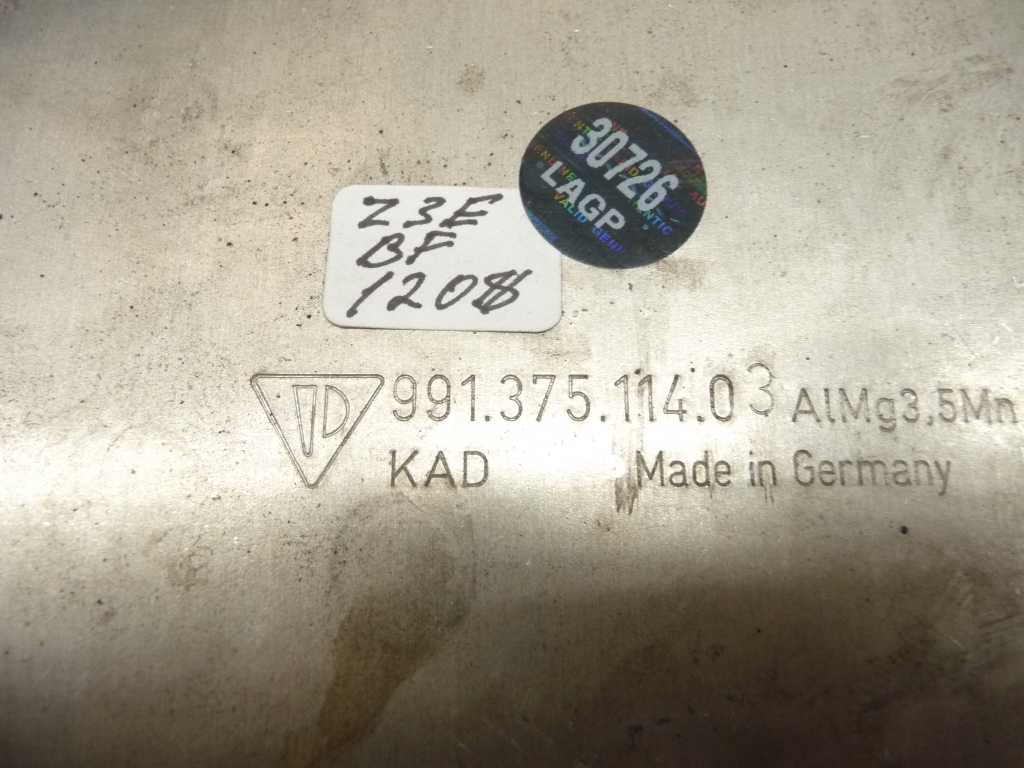 30726
LAGP
Z3E
BF
1208
991.375.114.03 AlMg3,5Mn
KAD Made in Germany